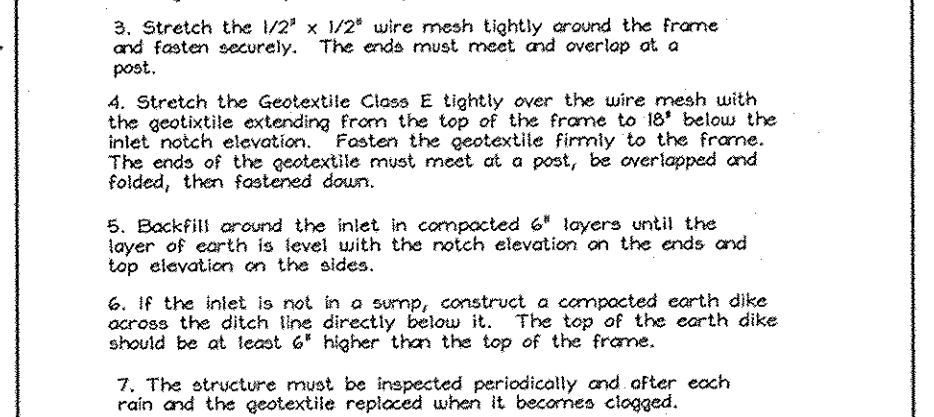 3. Stretch the 1/2" x 1/2" wire mesh tightly around the frame
and fasten securely. The ends must meet and overlap at a
post.
4. Stretch the Geotextile Class E tightly over the wire mesh with
the geotixtile extending from the top of the frame to 18" below the
inlet notch elevation. Fasten the geotextile firmly to the frame.
The ends of the geotextile must meet at a post, be overlapped and
folded, then fastened down.
5. Backfill around the inlet in compacted 6" layers until the
layer of earth is level with the notch elevation on the ends and
top elevation on the sides.
6. If the inlet is not in a sump, construct a compacted earth dike
across the ditch line directly below it. The top of the earth dike
should be at least 6" higher than the top of the frame.
7. The structure must be inspected periodically and after each
rain and the geotextile replaced when it becomes clogged.